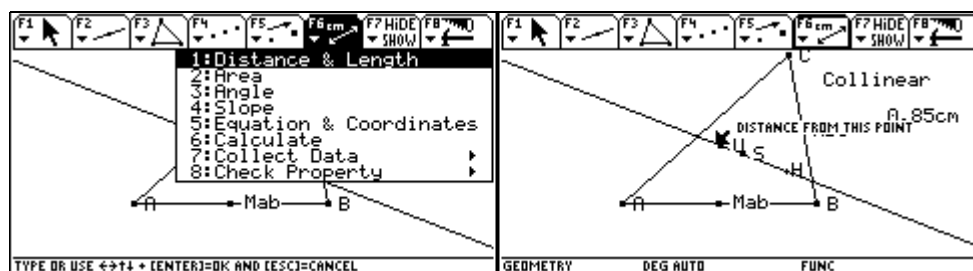 F1 F2 F3 F4 F5 F6 cm F7 HiDE SHOW F8
1:Distance & Length
2:Area
3:Angle
4:Slope
5:Equation & Coordinates
6:Calculate
7:Collect Data
8:Check Property
A Mab B
TYPE OR USE ←→↑↓ + [ENTER]=OK AND [ESC]=CANCEL
F1 F2 F3 F4 F5 F6 cm F7 HiDE SHOW F8
C
Collinear
0.85cm
DISTANCE FROM THIS POINT
U S
H
A Mab B
GEOMETRY DEG AUTO FUNC